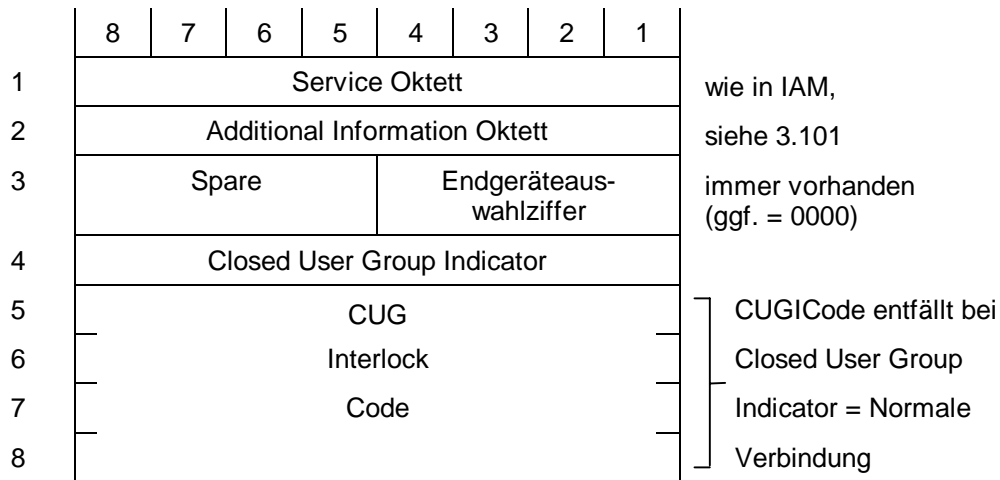 8 7 6 5 4 3 2 1
1 Service Oktett wie in IAM,
2 Additional Information Oktett siehe 3.101
3 Spare Endgeräteaus- immer vorhanden
wahlziffer (ggf. = 0000)
4 Closed User Group Indicator
5 CUG CUGICode entfällt bei
6 Interlock Closed User Group
7 Code Indicator = Normale
8 Verbindung